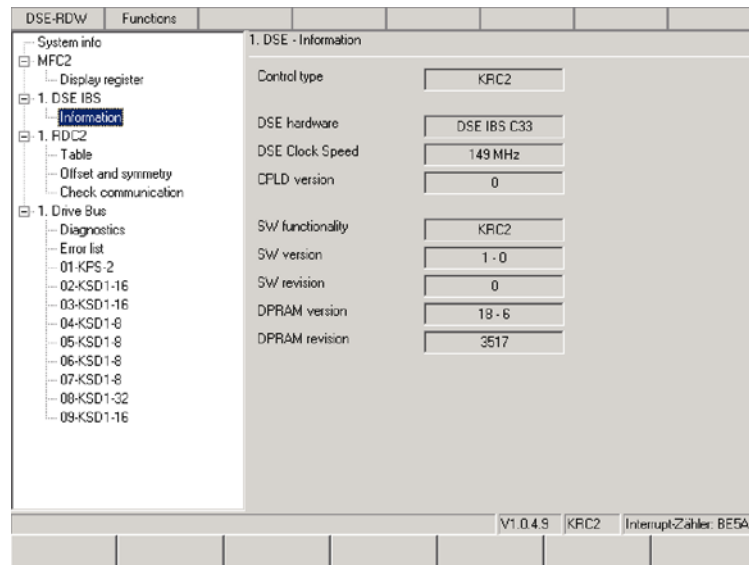 DSE-RDW Functions
System info
MFC2
Display register
1. DSE IBS
Information
1. RDC2
Table
Offset and symmetry
Check communication
1. Drive Bus
Diagnostics
Error list
01-KPS-2
02-KSD1-16
03-KSD1-16
04-KSD1-8
05-KSD1-8
06-KSD1-8
07-KSD1-8
08-KSD1-32
09-KSD1-16
1. DSE - Information
Control type KRC2
DSE hardware DSE IBS C33
DSE Clock Speed 149 MHz
CPLD version 0
SW functionality KRC2
SW version 1 - 0
SW revision 0
DPRAM version 18 - 6
DPRAM revision 3517
V1.0.4.9 KRC2 Interrupt-Zähler: BE5A